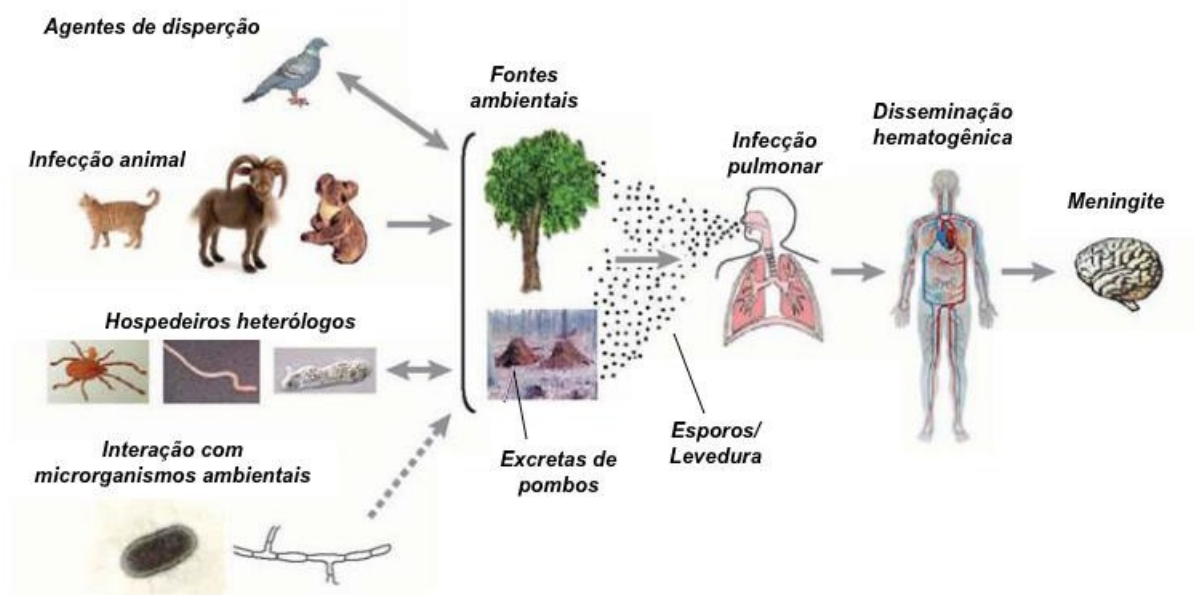 Agentes de disperção
Fontes
ambientais
Disseminação
hematogênica
Infecção
pulmonar
Infecção animal
Meningite
Hospedeiros heterólogos
Esporos/
Levedura
Interação com
microrganismos ambientais
Excretas de
pombos